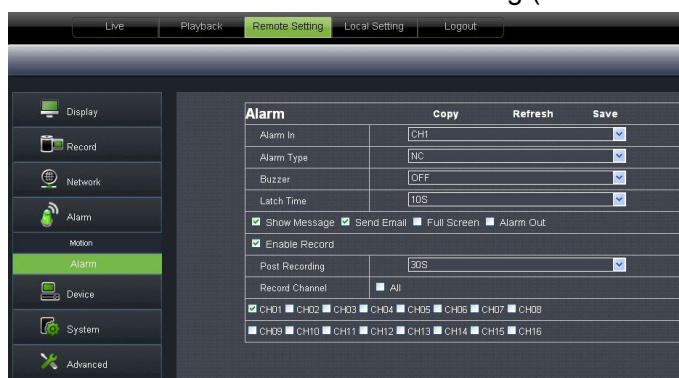 Live Playback Remote Setting Local Setting Logout
Display
Record
Network
Alarm
Motion
Alarm
Device
System
Advanced
Alarm Copy Refresh Save
Alarm In CH1
Alarm Type NC
Buzzer OFF
Latch Time 10S
Show Message Send Email Full Screen Alarm Out
Enable Record
Post Recording 30S
Record Channel All
CH01 CH02 CH03 CH04 CH05 CH06 CH07 CH08
CH09 CH10 CH11 CH12 CH13 CH14 CH15 CH16